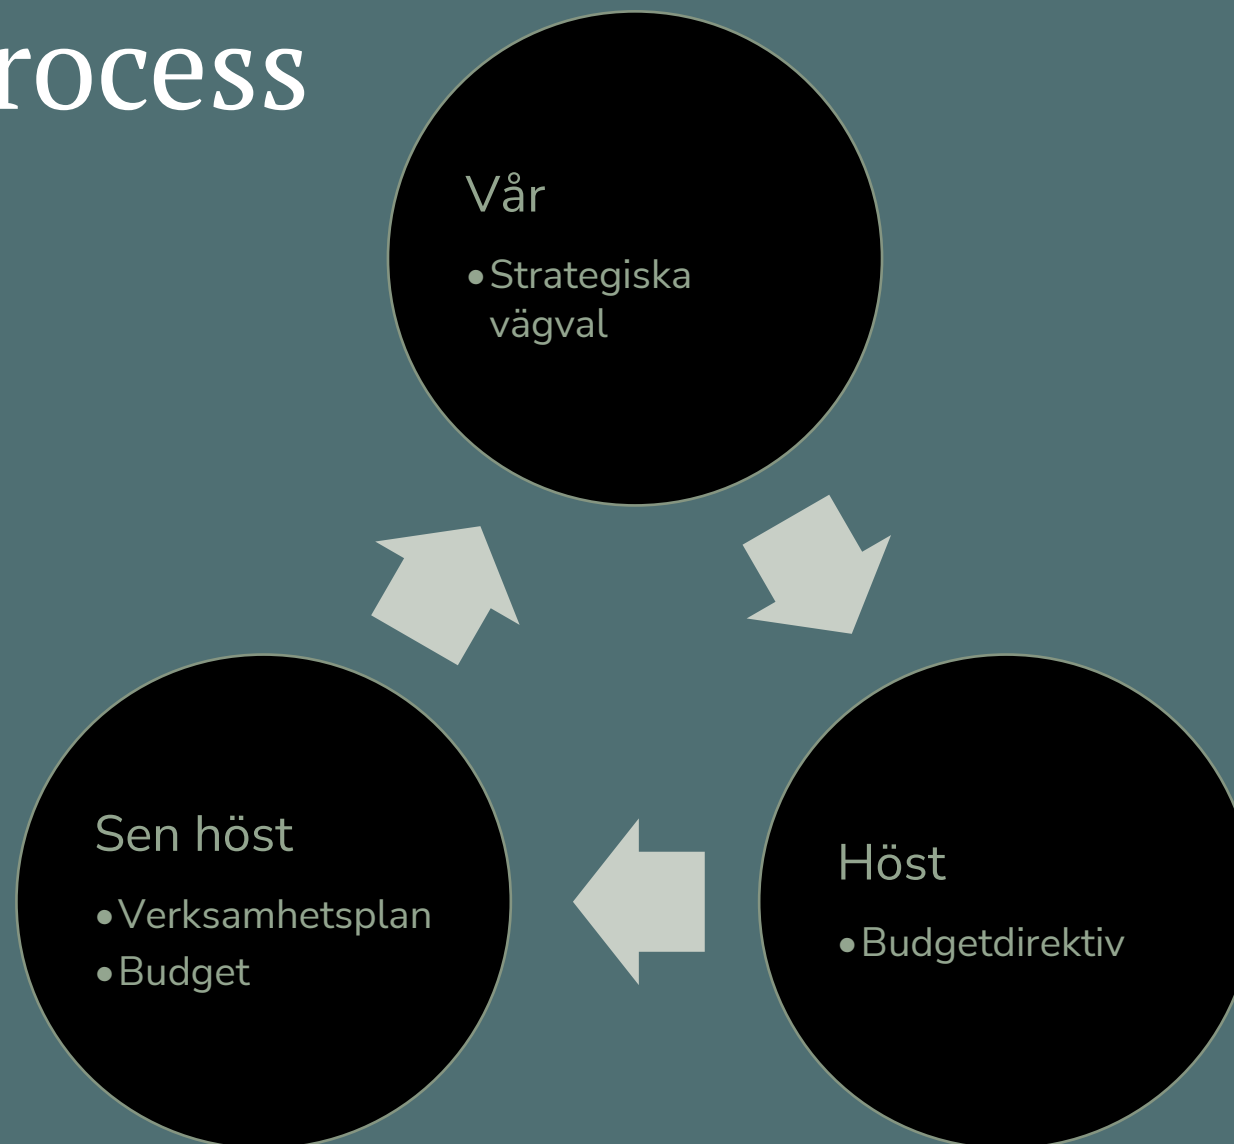 rocess
Vår
•Strategiska
vägval
Höst
•Budgetdirektiv
Sen höst
•Verksamhetsplan
•Budget